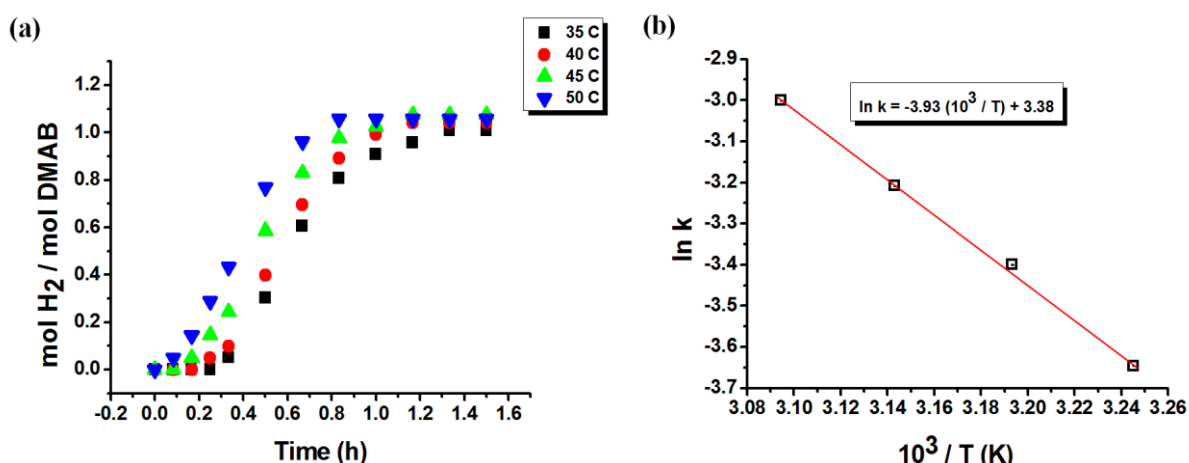 (a)
35 C
40 C
45 C
50 C
mol H2 / mol DMAB
1.2
1.0
0.8
0.6
0.4
0.2
0.0
-0.2 0.0 0.2 0.4 0.6 0.8 1.0 1.2 1.4 1.6
Time (h)
(b)
ln k = -3.93 (10^3 / T) + 3.38
ln k
-2.9
-3.0
-3.1
-3.2
-3.3
-3.4
-3.5
-3.6
-3.7
3.08 3.10 3.12 3.14 3.16 3.18 3.20 3.22 3.24 3.26
10^3 / T (K)